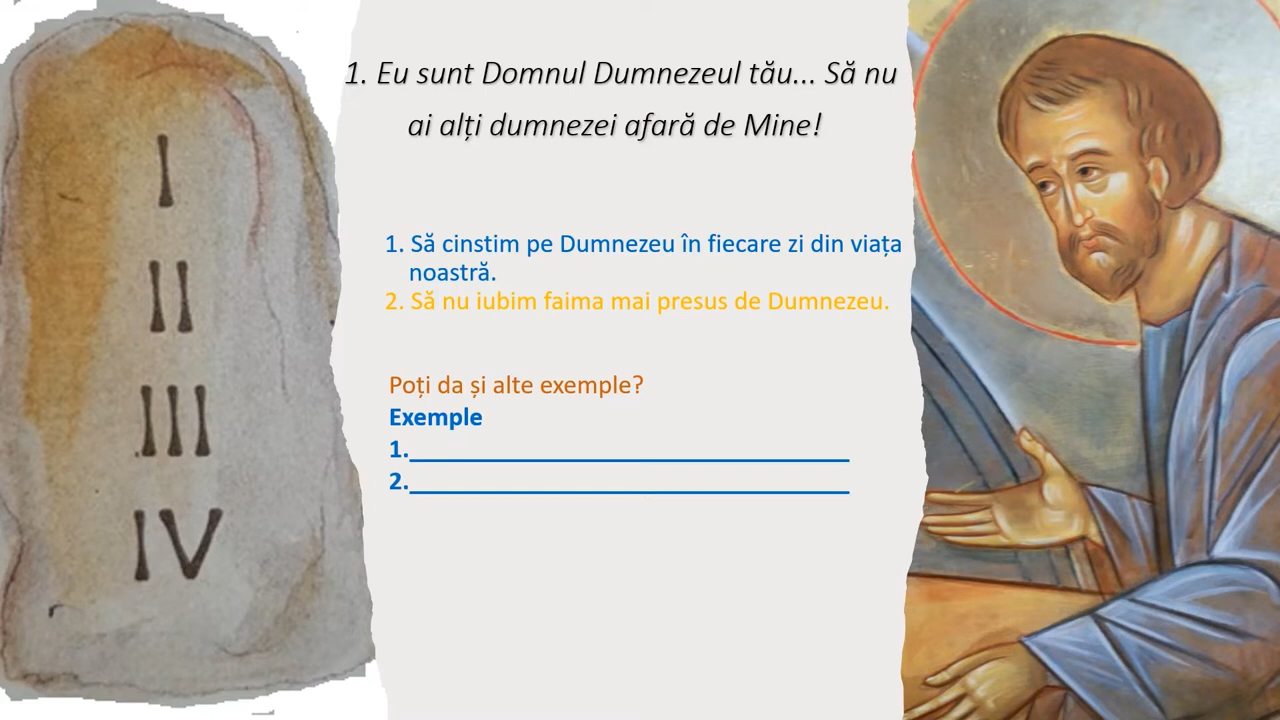 I
II
III
IV
1. Eu sunt Domnul Dumnezeul tău... Să nu
ai alți dumnezei afară de Mine!
1. Să cinstim pe Dumnezeu în fiecare zi din viața
noastră.
2. Să nu iubim faima mai presus de Dumnezeu.
Poți da și alte exemple?
Exemple
1.___________________________________
2.___________________________________